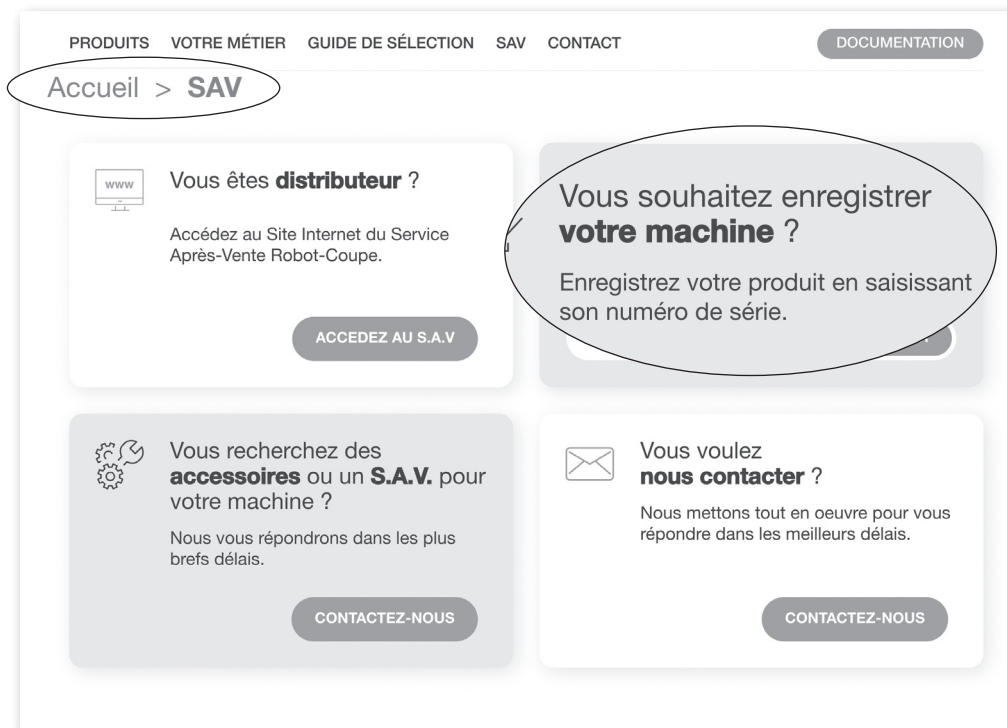 PRODUITS VOTRE MÉTIER GUIDE DE SÉLECTION SAV CONTACT DOCUMENTATION
Accueil > SAV
www
Vous êtes distributeur ?
Accédez au Site Internet du Service
Après-Vente Robot-Coupe.
ACCEDEZ AU S.A.V
Vous souhaitez enregistrer
votre machine ?
Enregistrez votre produit en saisissant
son numéro de série.
Vous recherchez des
accessoires ou un S.A.V. pour
votre machine ?
Nous vous répondrons dans les plus
brefs délais.
CONTACTEZ-NOUS
Vous voulez
nous contacter ?
Nous mettons tout en oeuvre pour vous
répondre dans les meilleurs délais.
CONTACTEZ-NOUS